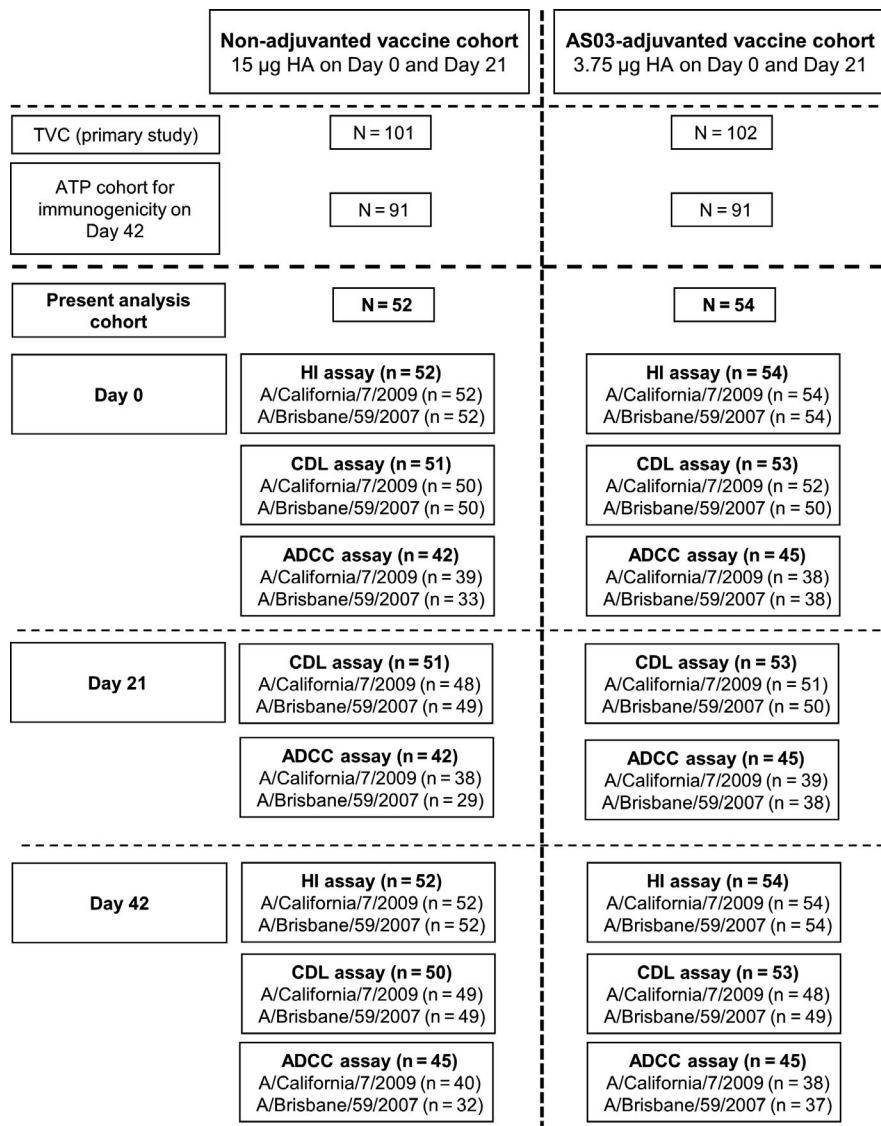 Non-adjuvanted vaccine cohort
15 µg HA on Day 0 and Day 21
AS03-adjuvanted vaccine cohort
3.75 µg HA on Day 0 and Day 21
TVC (primary study)
N = 101
N = 102
ATP cohort for
immunogenicity on
Day 42
N = 91
N = 91
Present analysis
cohort
N = 52
N = 54
Day 0
HI assay (n = 52)
A/California/7/2009 (n = 52)
A/Brisbane/59/2007 (n = 52)
HI assay (n = 54)
A/California/7/2009 (n = 54)
A/Brisbane/59/2007 (n = 54)
CDL assay (n = 51)
A/California/7/2009 (n = 50)
A/Brisbane/59/2007 (n = 50)
CDL assay (n = 53)
A/California/7/2009 (n = 52)
A/Brisbane/59/2007 (n = 50)
ADCC assay (n = 42)
A/California/7/2009 (n = 39)
A/Brisbane/59/2007 (n = 33)
ADCC assay (n = 45)
A/California/7/2009 (n = 38)
A/Brisbane/59/2007 (n = 38)
Day 21
CDL assay (n = 51)
A/California/7/2009 (n = 48)
A/Brisbane/59/2007 (n = 49)
CDL assay (n = 53)
A/California/7/2009 (n = 51)
A/Brisbane/59/2007 (n = 50)
ADCC assay (n = 42)
A/California/7/2009 (n = 38)
A/Brisbane/59/2007 (n = 29)
ADCC assay (n = 45)
A/California/7/2009 (n = 39)
A/Brisbane/59/2007 (n = 38)
Day 42
HI assay (n = 52)
A/California/7/2009 (n = 52)
A/Brisbane/59/2007 (n = 52)
HI assay (n = 54)
A/California/7/2009 (n = 54)
A/Brisbane/59/2007 (n = 54)
CDL assay (n = 50)
A/California/7/2009 (n = 49)
A/Brisbane/59/2007 (n = 49)
CDL assay (n = 53)
A/California/7/2009 (n = 48)
A/Brisbane/59/2007 (n = 49)
ADCC assay (n = 45)
A/California/7/2009 (n = 40)
A/Brisbane/59/2007 (n = 32)
ADCC assay (n = 45)
A/California/7/2009 (n = 38)
A/Brisbane/59/2007 (n = 37)